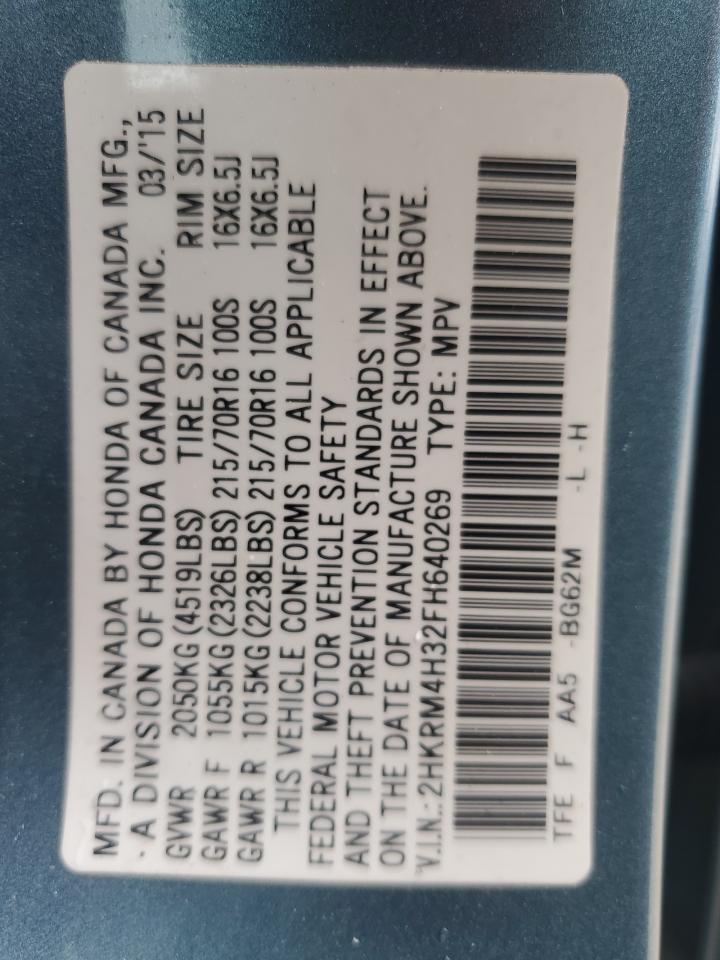 MFD. IN CANADA BY HONDA OF CANADA MFG.,
A DIVISION OF HONDA CANADA INC. 03/'15
GVWR 2050KG(4519LBS) TIRE SIZE RIM SIZE
GAWR F 1055KG(2326LBS) 215/70R16 100S 16X6.5J
GAWR R 1015KG(2238LBS) 215/70R16 100S 16X6.5J
THIS VEHICLE CONFORMS TO ALL APPLICABLE
FEDERAL MOTOR VEHICLE SAFETY
AND THEFT PREVENTION STANDARDS IN EFFECT
ON THE DATE OF MANUFACTURE SHOWN ABOVE.
V.I.N.:2HKRM4H32FH640269 TYPE: MPV
TFE F AA5 -BG62M -L -H